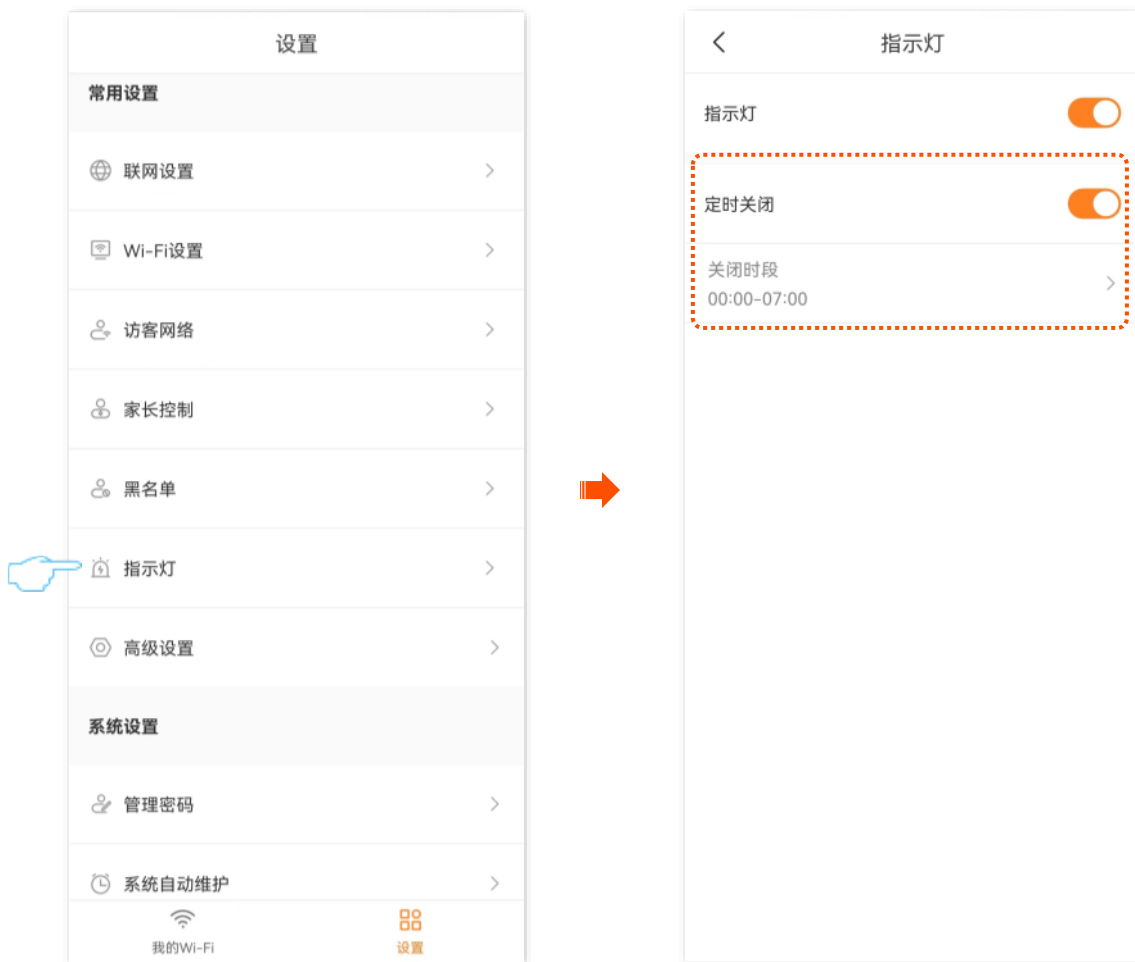 设置
常用设置
联网设置
Wi-Fi设置
访客网络
家长控制
黑名单
指示灯
高级设置
系统设置
管理密码
系统自动维护
我的Wi-Fi
设置
指示灯
指示灯
定时关闭
关闭时段
00:00-07:00